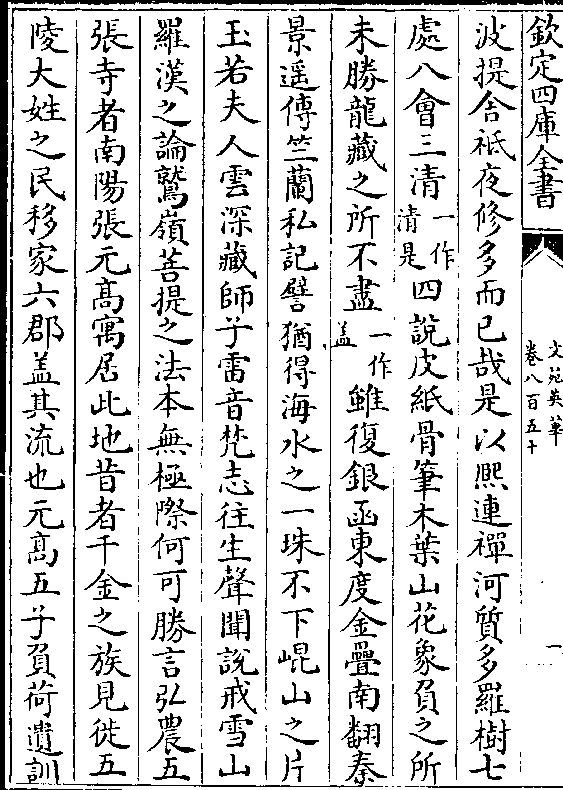 欽定四庫全書
文苑英華
卷八百五十
一
波提舍祗夜修多而已哉是以熈連禪河質多羅樹七
處八會三清一作清是四說皮紙骨筆木葉山花象負之所
未勝龍藏之所不盡一作盖雖復銀函東度金疊南翻秦
景遥傳竺蘭私記譬猶得海水之一珠不下崐山之片
玉若夫人雲深藏師子雷音梵志往生聲聞說戒雪山
羅漢之論鷲嶺菩提之法本無極際何可勝言弘農五
張寺者南陽張元高寓居此地昔者千金之族見徙五
陵大姓之民移家六郡盖其流也元高五子負荷遺訓